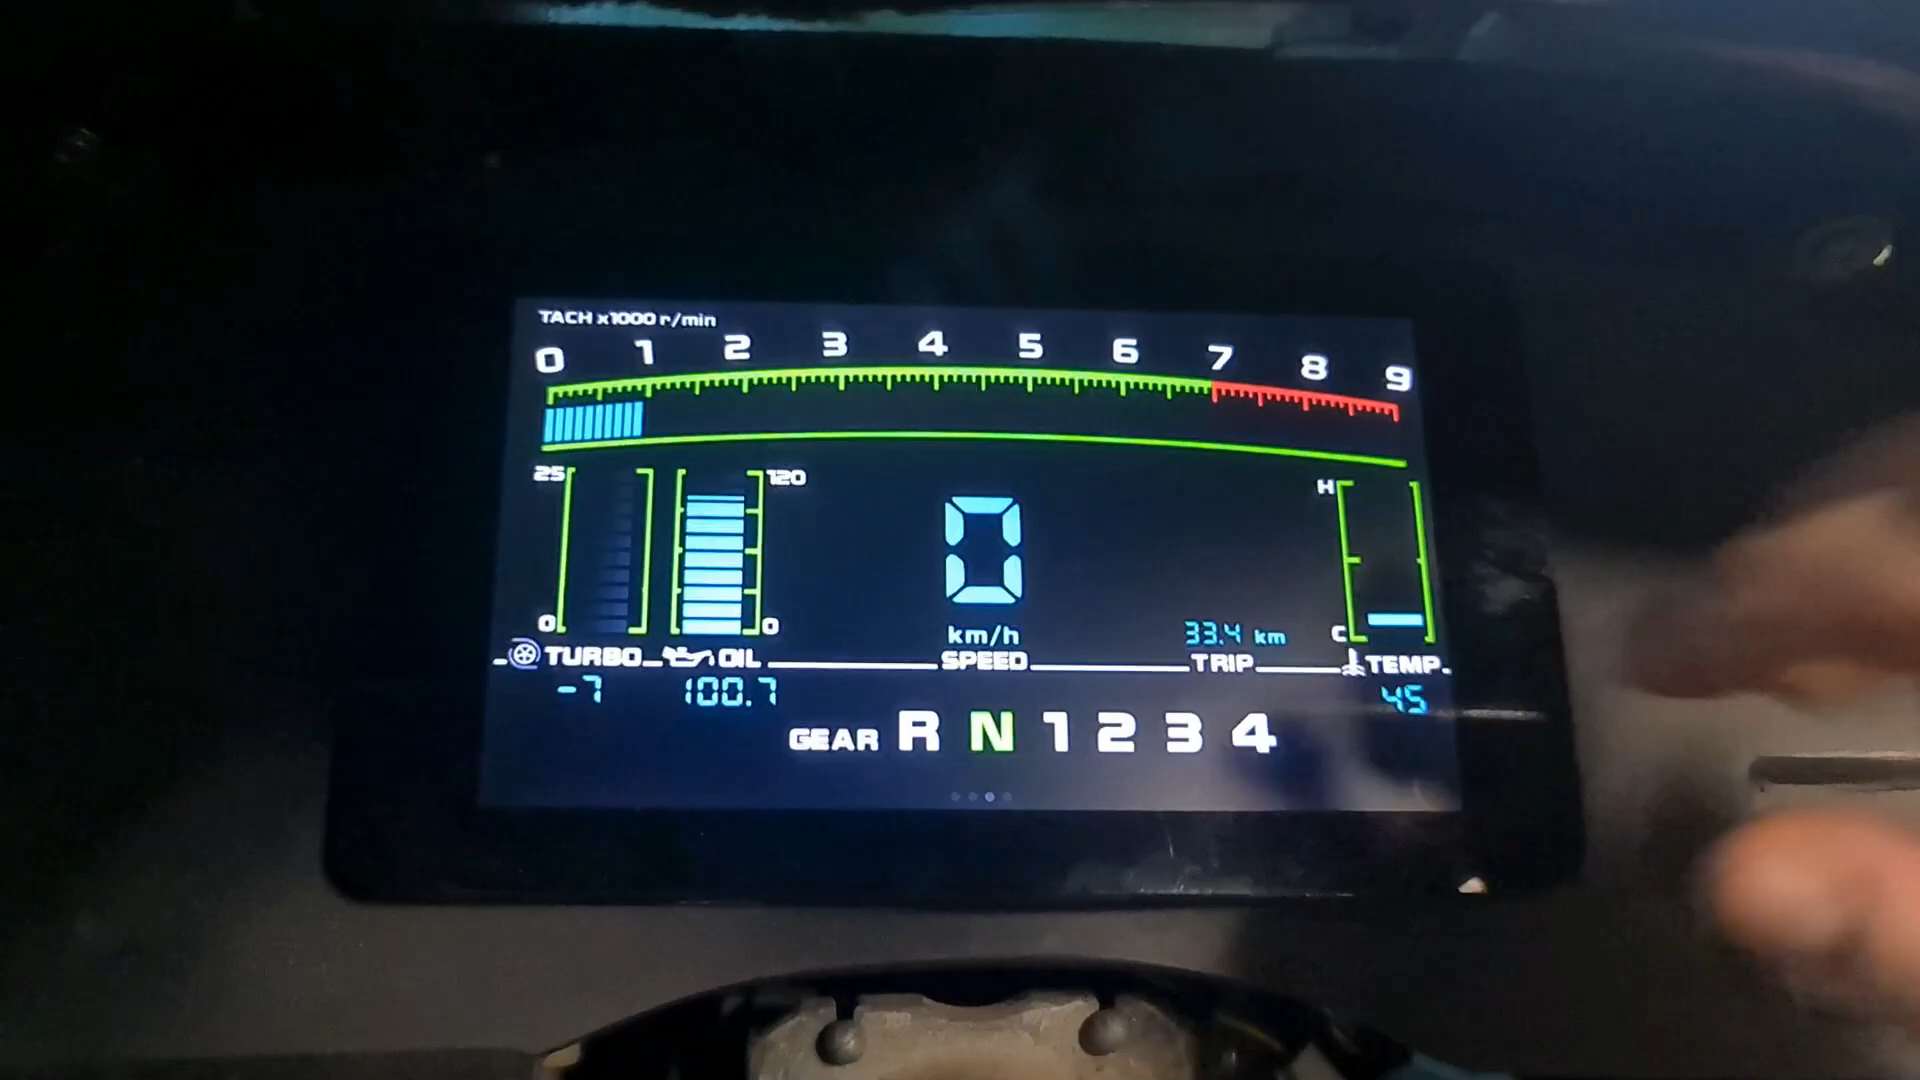 TACH x1000 r/min
0 1 2 3 4 5 6 7 8 9
25 120 H
0
0 0 km/h 33.4 km C
TURBO OIL SPEED TRIP TEMP.
-7 100.7 45
GEAR R N 1 2 3 4